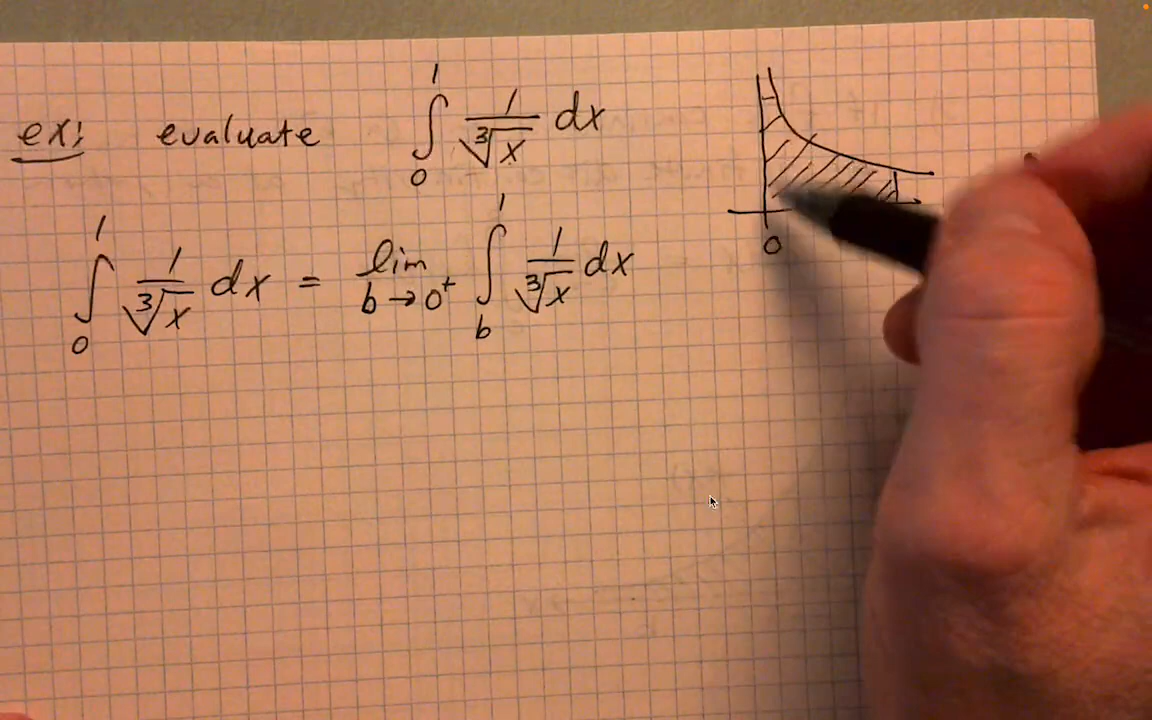 ex: evaluate ∫₀¹ 1/∛x dx
∫₀¹ 1/∛x dx = lim b→0⁺ ∫_b¹ 1/∛x dx
0